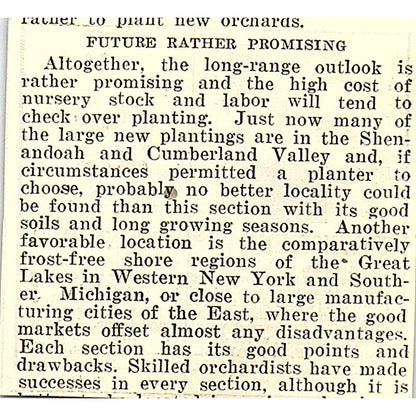 rather to plant new orchards.
FUTURE RATHER PROMISING
Altogether, the long-range outlook is
rather promising and the high cost of
nursery stock and labor will tend to
check over planting. Just now many of
the large new plantings are in the Shen-
andoah and Cumberland Valley and, if
circumstances permitted a planter to
choose, probably no better locality could
be found than this section with its good
soils and long growing seasons. Another
favorable location is the comparatively
frost-free shore regions of the Great
Lakes in Western New York and South-
er. Michigan, or close to large manufac-
turing cities of the East, where the good
markets offset almost any disadvantages.
Each section has its good points and
drawbacks. Skilled orchardists have made
successes in every section, although it is